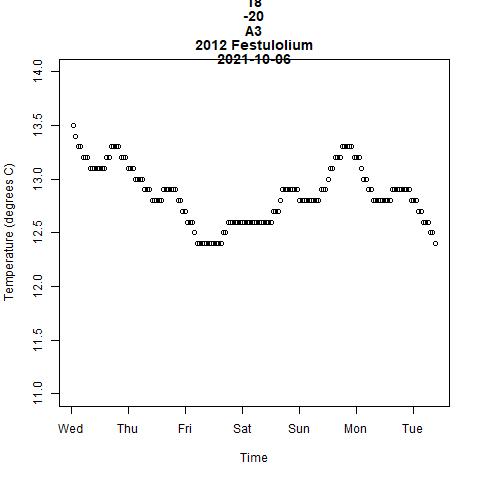 18
-20
A3
2012 Festulolium
2021-10-06
14.0
13.5
13.0
12.5
12.0
11.5
11.0
Temperature (degrees C)
Wed Thu Fri Sat Sun Mon Tue
Time